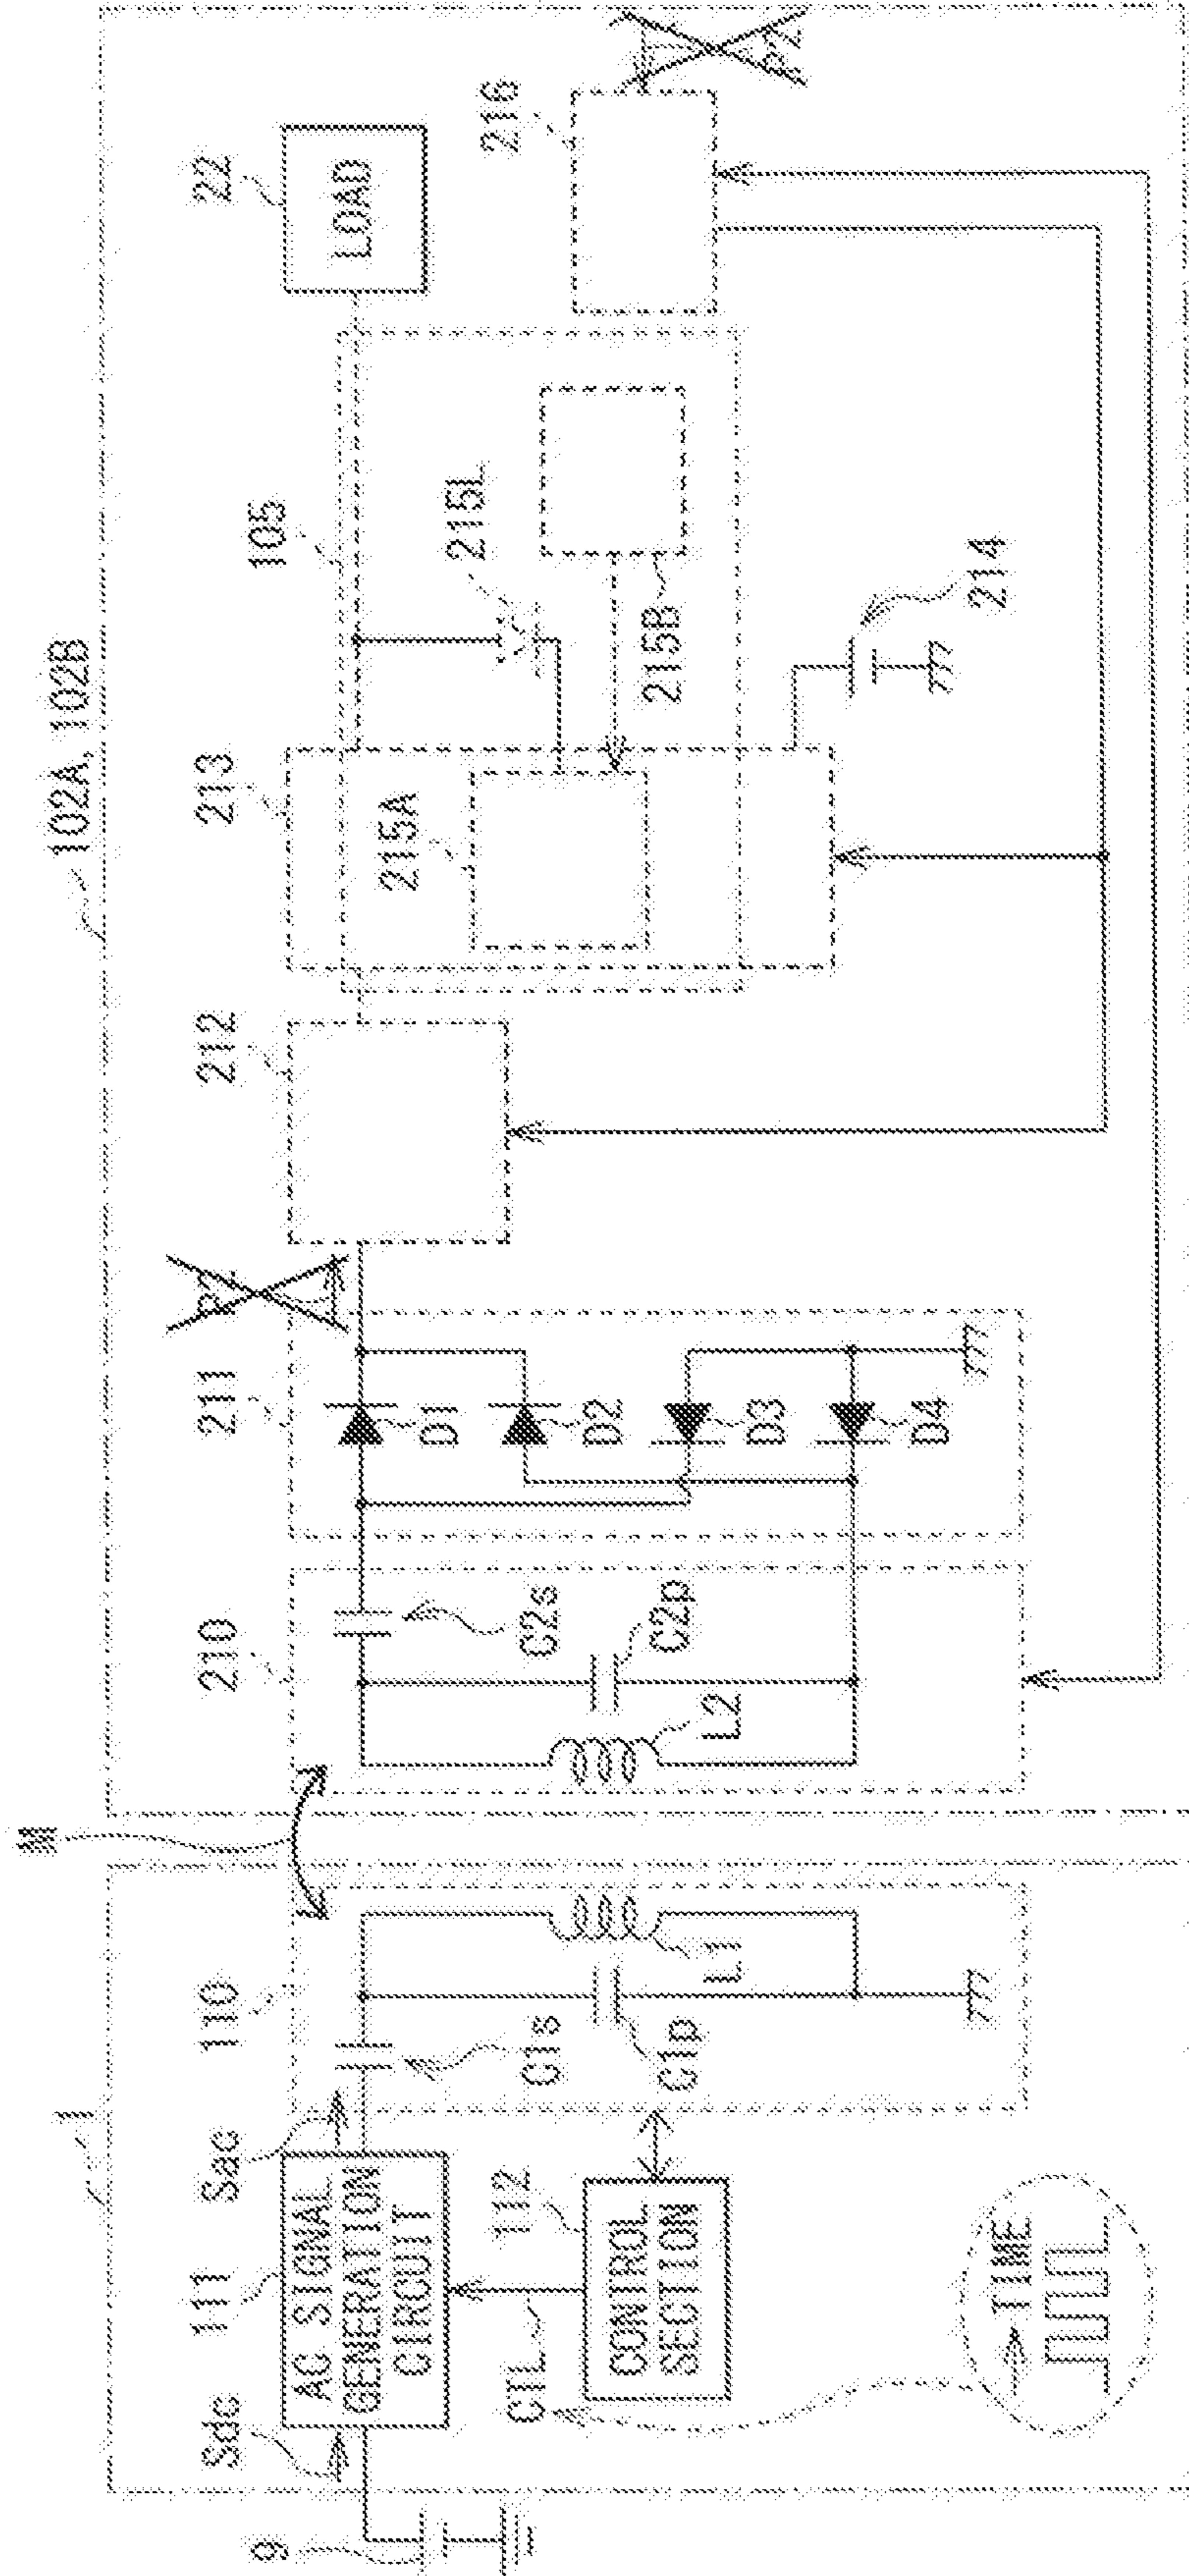 102A, 102B
M
1
9
Sdc
111
AC SIGNAL
GENERATION
CIRCUIT
Sac
CTL
112
CONTROL
SECTION
TIME
110
C1s
C1p
L1
210
C2s
C2p
L2
211
D1
D2
D3
D4
P2
212
213
215A
105
215L
215B
214
22
LOAD
216
P2